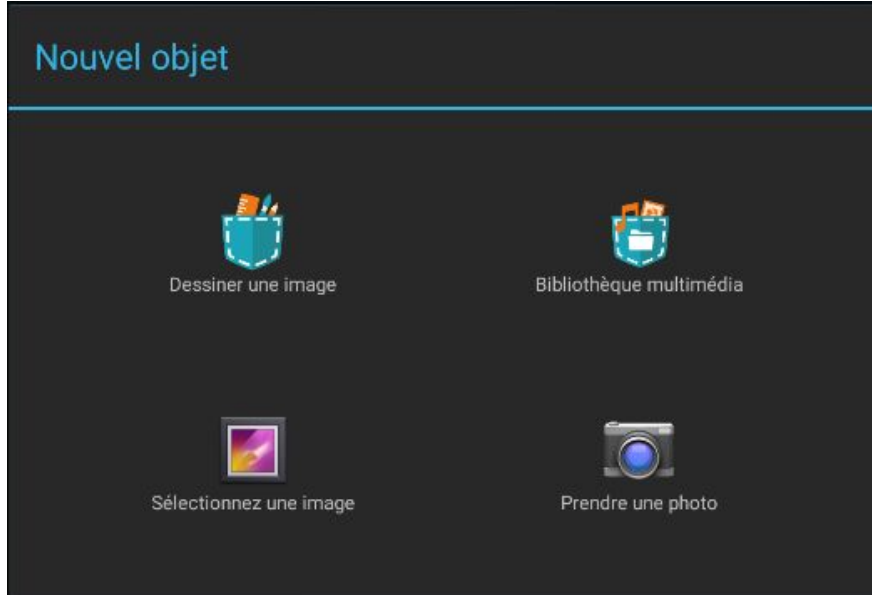 Nouvel objet
Dessiner une image
Bibliothèque multimédia
Sélectionnez une image
Prendre une photo